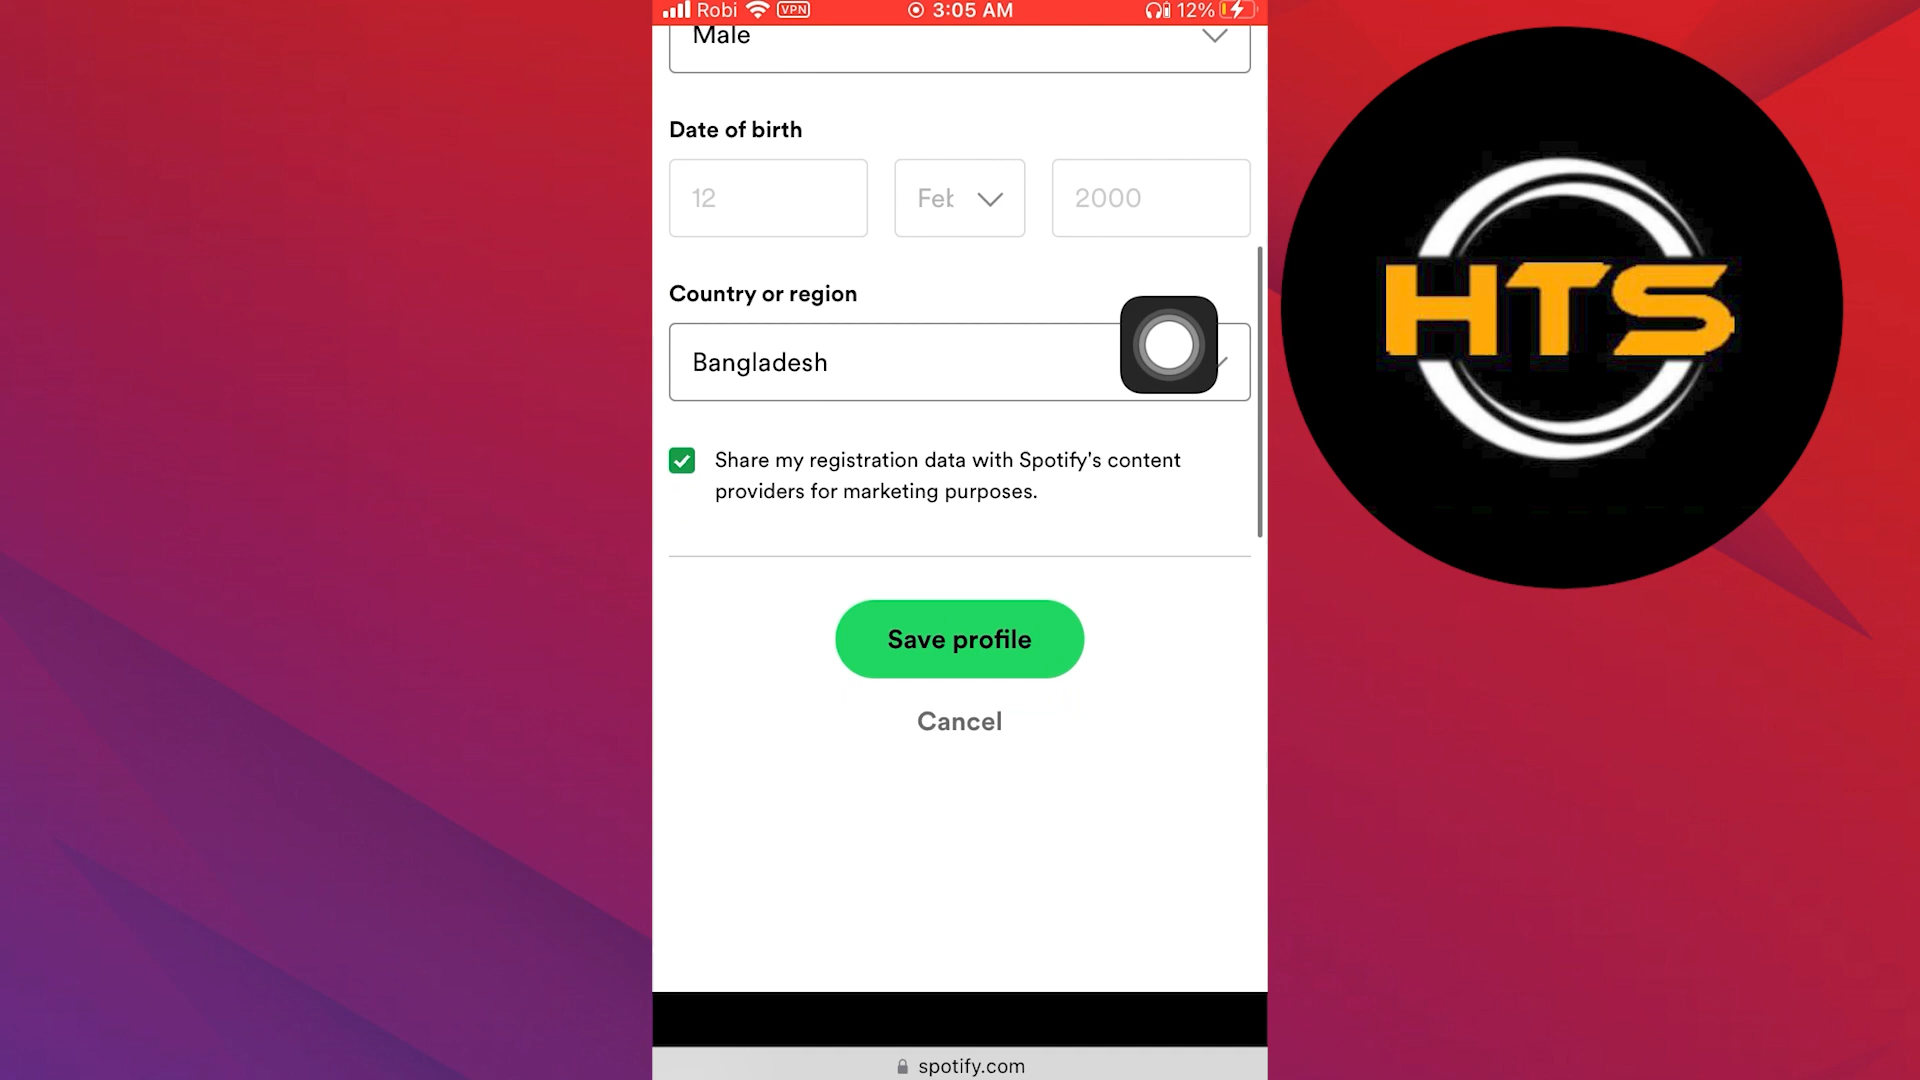 Robi VPN 3:05 AM 12%
Male
Date of birth
12 Feb 2000
Country or region
Bangladesh
Share my registration data with Spotify's content
providers for marketing purposes.
Save profile
Cancel
spotify.com
HTS